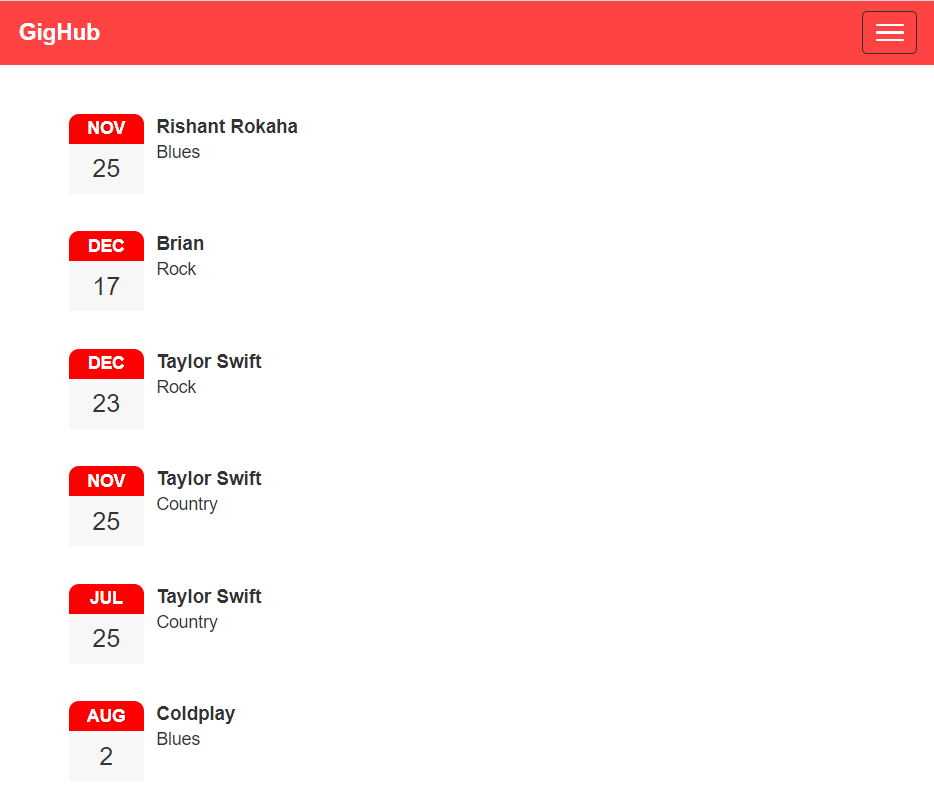 GigHub
NOV
Rishant Rokaha
Blues
25
DEC
Brian
Rock
17
DEC
Taylor Swift
Rock
23
NOV
Taylor Swift
Country
25
JUL
Taylor Swift
Country
25
AUG
Coldplay
Blues
2